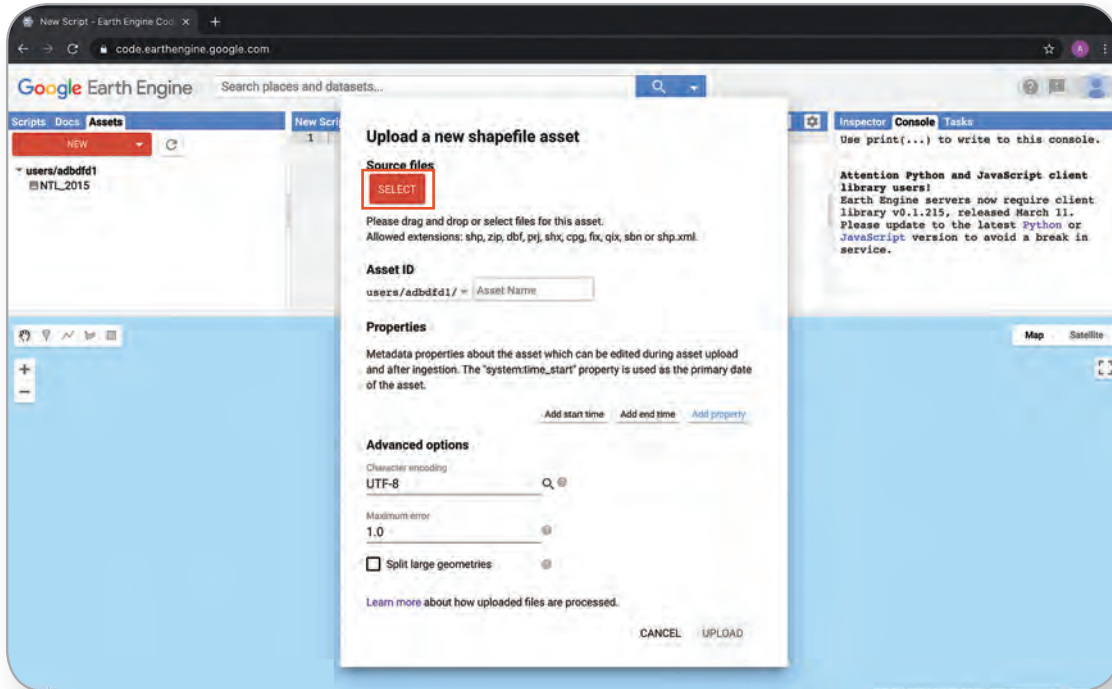 New Script - Earth Engine Cod
code.earthengine.google.com
A
Google Earth Engine
Search places and datasets...
Scripts Docs Assets
NEW
users/adbdfd1
NTL_2015
New Scri
1
Upload a new shapefile asset
Source files
SELECT
Please drag and drop or select files for this asset.
Allowed extensions: shp, zip, dbf, prj, shx, cpg, fix, qix, sbn or shp.xml.
Asset ID
users/adbdfd1/ Asset Name
Properties
Metadata properties about the asset which can be edited during asset upload
and after ingestion. The "system:time_start" property is used as the primary date
of the asset.
Add start time Add end time Add property
Advanced options
Character encoding
UTF-8
Maximum error
1.0
Split large geometries
Learn more about how uploaded files are processed.
CANCEL UPLOAD
Inspector Console Tasks
Use print(...) to write to this console.
Attention Python and JavaScript client
library users!
Earth Engine servers now require client
library v0.1.215, released March 11.
Please update to the latest Python or
JavaScript version to avoid a break in
service.
Map Satellite